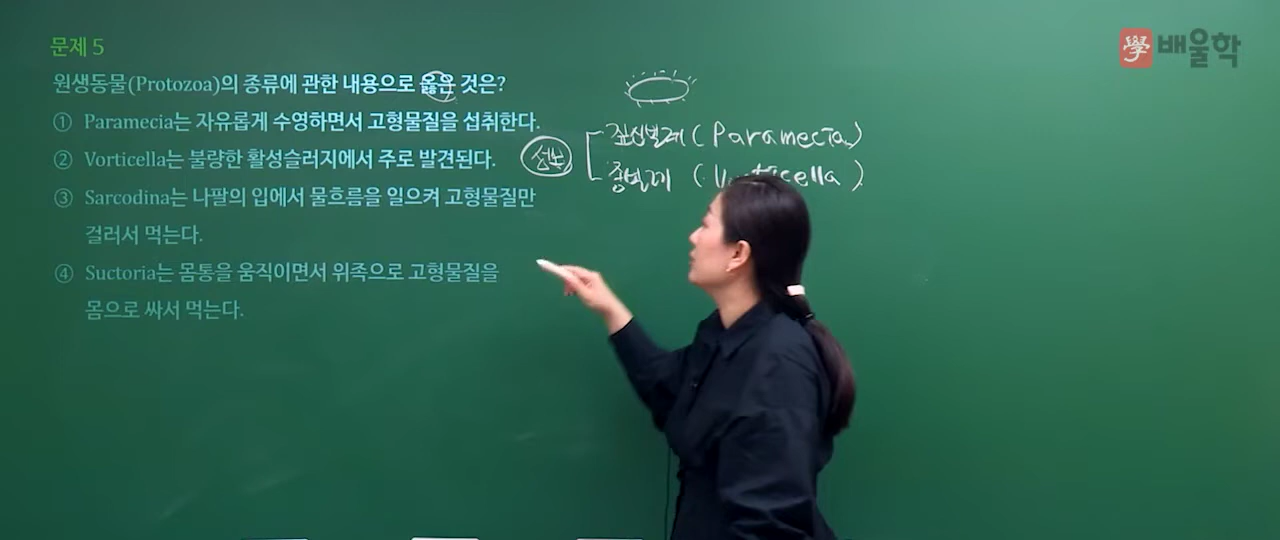 學 배울학
문제 5
원생동물(Protozoa)의 종류에 관한 내용으로 옳은 것은?
① Paramecia는 자유롭게 수영하면서 고형물질을 섭취한다.
② Vorticella는 불량한 활성슬러지에서 주로 발견된다.
③ Sarcodina는 나팔의 입에서 물흐름을 일으켜 고형물질만
걸러서 먹는다.
④ Suctoria는 몸통을 움직이면서 위족으로 고형물질을
몸으로 싸서 먹는다.
섬모
짚신벌레 (Paramecia)
종벌레 (Vorticella)